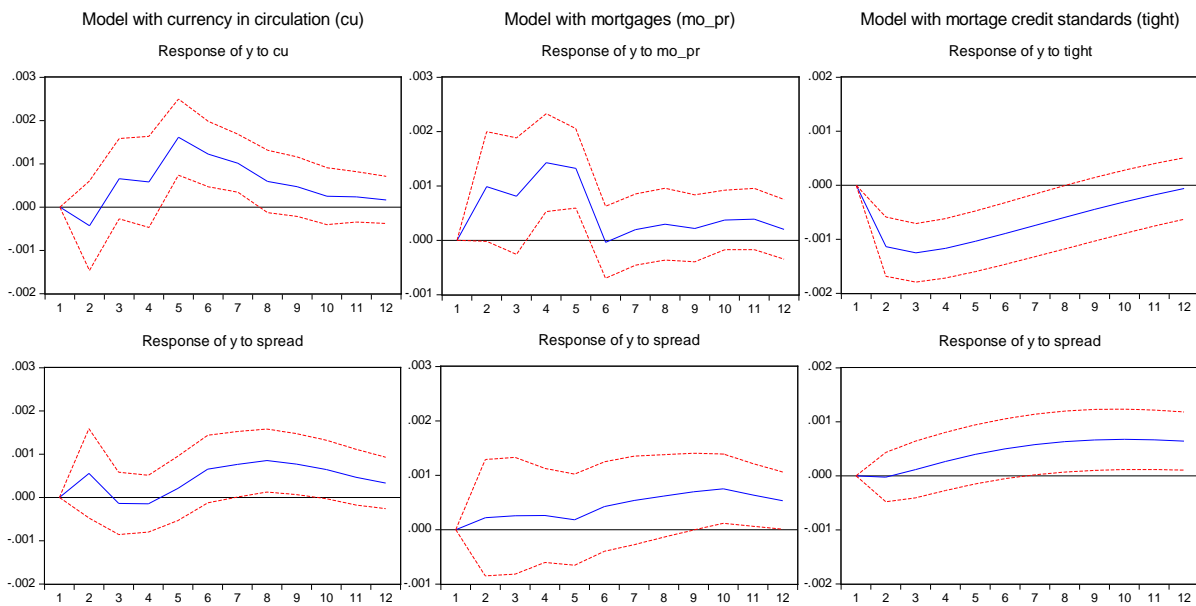 Model with currency in circulation (cu)
Model with mortgages (mo_pr)
Model with mortage credit standards (tight)
Response of y to cu
Response of y to mo_pr
Response of y to tight
.003
.002
.001
.000
-.001
-.002
1 2 3 4 5 6 7 8 9 10 11 12
.003
.002
.001
.000
-.001
1 2 3 4 5 6 7 8 9 10 11 12
.002
.001
.000
-.001
-.002
1 2 3 4 5 6 7 8 9 10 11 12
Response of y to spread
Response of y to spread
Response of y to spread
.003
.002
.001
.000
-.001
-.002
1 2 3 4 5 6 7 8 9 10 11 12
.003
.002
.001
.000
-.001
1 2 3 4 5 6 7 8 9 10 11 12
.002
.001
.000
-.001
-.002
1 2 3 4 5 6 7 8 9 10 11 12